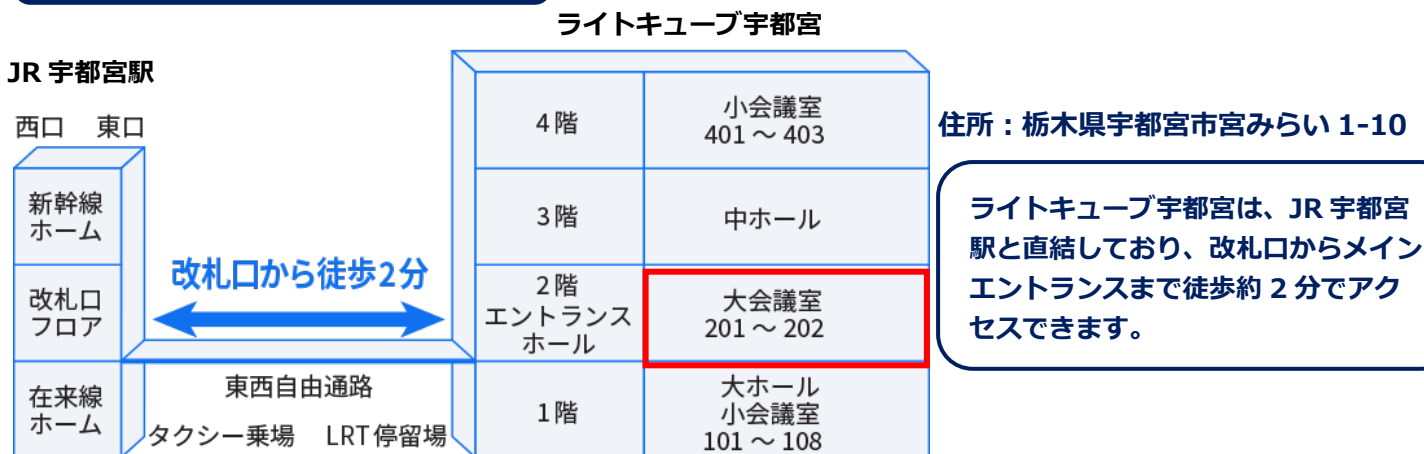 ライトキューブ宇都宮
JR 宇都宮駅
西口 東口
新幹線
ホーム
改札口
フロア
在来線
ホーム
改札口から徒歩2分
東西自由通路
タクシー乗場 LRT停留場
4階
小会議室
401 ~ 403
3階
中ホール
2階
エントランス
ホール
大会議室
201 ~ 202
1階
大ホール
小会議室
101 ~ 108
住所：栃木県宇都宮市宮みらい 1-10
ライトキューブ宇都宮は、JR 宇都宮
駅と直結しており、改札口からメイン
エントランスまで徒歩約 2 分でアク
セスできます。